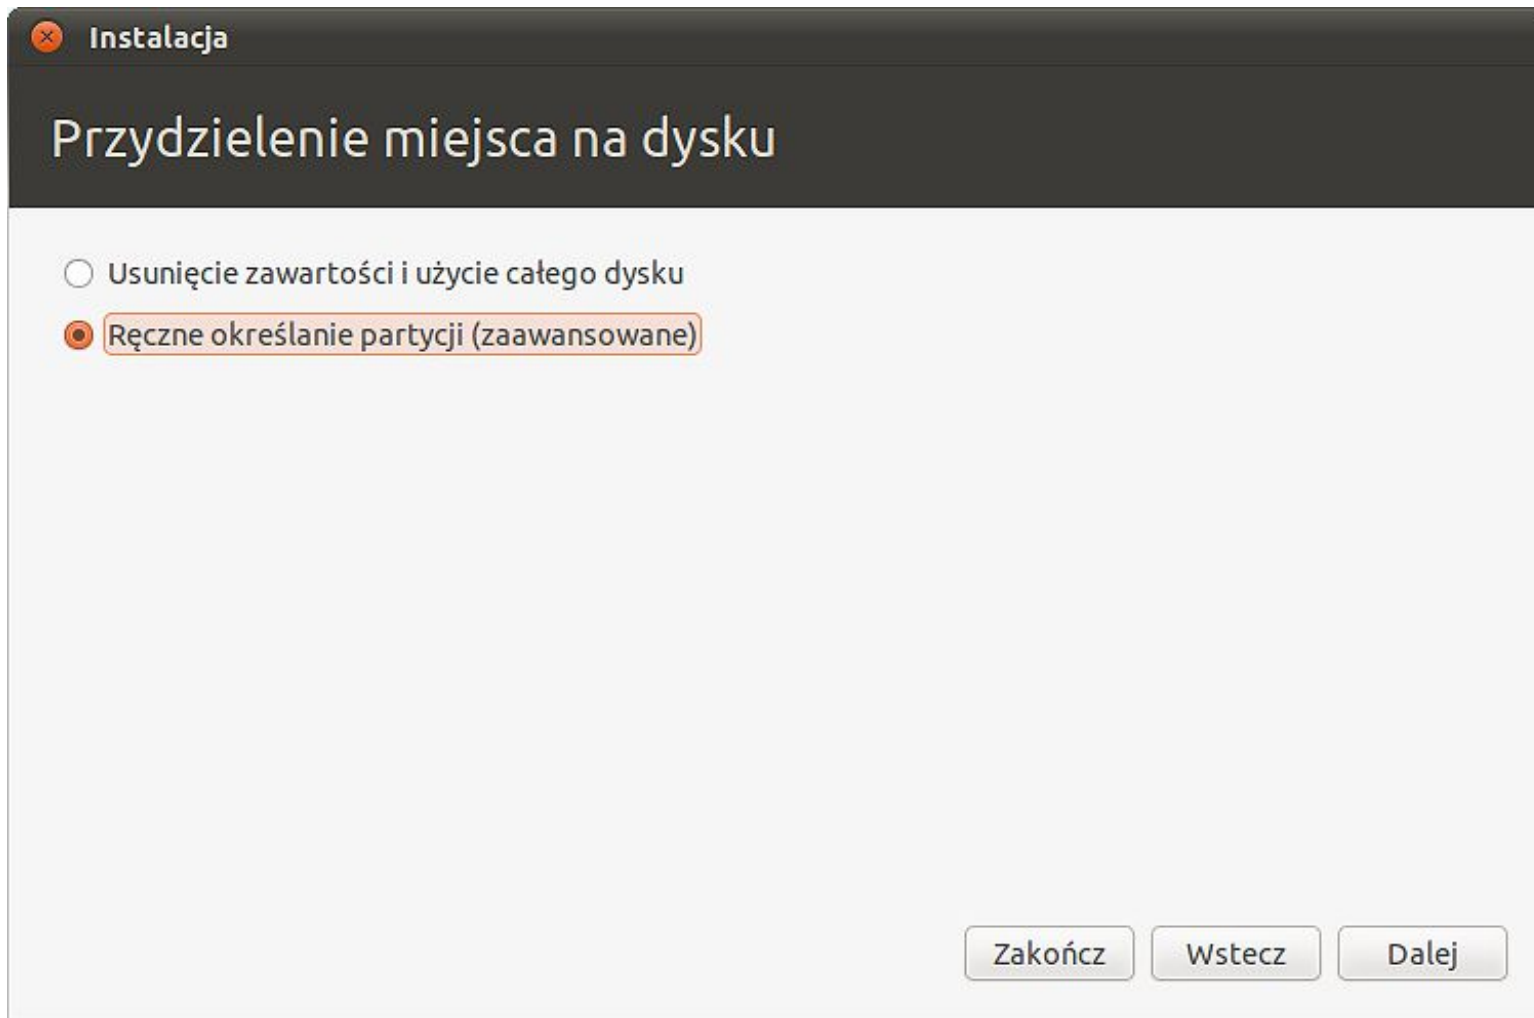 Instalacja
Przydzielenie miejsca na dysku
Usunięcie zawartości i użycie całego dysku
Ręczne określanie partycji (zaawansowane)
Zakończ Wstecz Dalej